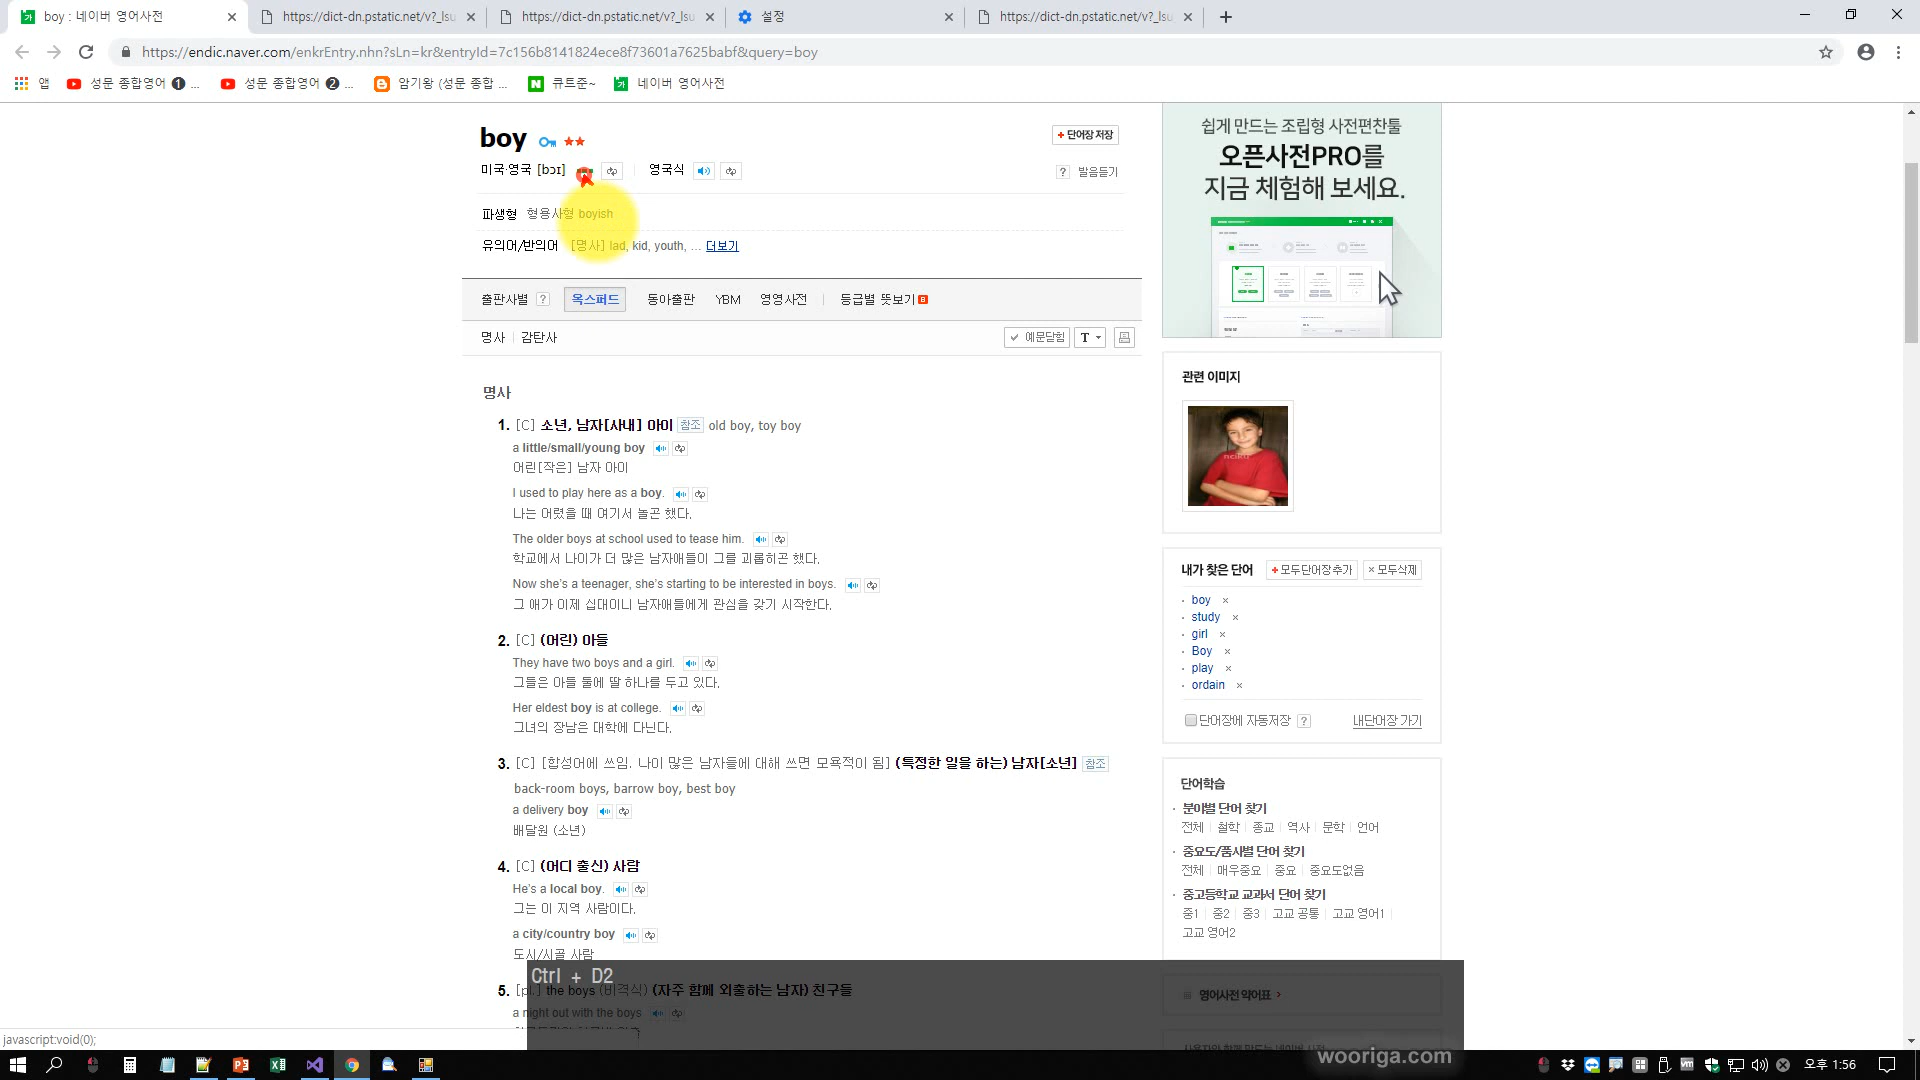 boy : 네이버 영어사전
https://dict-dn.pstatic.net/v?_lsu
https://dict-dn.pstatic.net/v?_lsu
설정
https://dict-dn.pstatic.net/v?_lsu
https://endic.naver.com/enkrEntry.nhn?sLn=kr&entryId=7c156b8141824ece8f73601a7625babf&query=boy
앱
성문 종합영어 ❶ ...
성문 종합영어 ❷ ...
암기왕 (성문 종합 ...
큐트준~
네이버 영어사전
boy
+ 단어장 저장
미국·영국 [bɔɪ]
영국식
? 발음듣기
파생형 형용사형 boyish
유의어/반의어 [명사] lad, kid, youth, … 더보기
출판사별 ? 옥스퍼드 동아출판 YBM 영영사전 등급별 뜻보기
명사 감탄사
예문닫힘 T
명사
1. [C] 소년, 남자[사내] 아이 참조 old boy, toy boy
a little/small/young boy
어린[작은] 남자 아이
I used to play here as a boy.
나는 어렸을 때 여기서 놀곤 했다.
The older boys at school used to tease him.
학교에서 나이가 더 많은 남자애들이 그를 괴롭히곤 했다.
Now she's a teenager, she's starting to be interested in boys.
그 애가 이제 십대이니 남자애들에게 관심을 갖기 시작한다.
2. [C] (어린) 아들
They have two boys and a girl.
그들은 아들 둘에 딸 하나를 두고 있다.
Her eldest boy is at college.
그녀의 장남은 대학에 다닌다.
3. [C] [합성어에 쓰임. 나이 많은 남자들에 대해 쓰면 모욕적이 됨] (특정한 일을 하는) 남자[소년] 참조
back-room boys, barrow boy, best boy
a delivery boy
배달원 (소년)
4. [C] (어디 출신) 사람
He's a local boy.
그는 이 지역 사람이다.
a city/country boy
도시/시골 사람
5. [pl.] the boys (비격식) (자주 함께 외출하는 남자) 친구들
a night out with the boys
Ctrl + D2
쉽게 만드는 조립형 사전편찬툴
오픈사전PRO를
지금 체험해 보세요.
관련 이미지
nciku
내가 찾은 단어
+ 모두단어장추가
× 모두삭제
boy ×
study ×
girl ×
Boy ×
play ×
ordain ×
단어장에 자동저장 ?
내단어장 가기
단어학습
분야별 단어 찾기
전체 철학 종교 역사 문학 언어
중요도/품사별 단어 찾기
전체 매우중요 중요 중요도없음
중고등학교 교과서 단어 찾기
중1 중2 중3 고교 공통 고교 영어1
고교 영어2
영어사전 약어표 >
javascript:void(0);
wooriga.com
오후 1:56